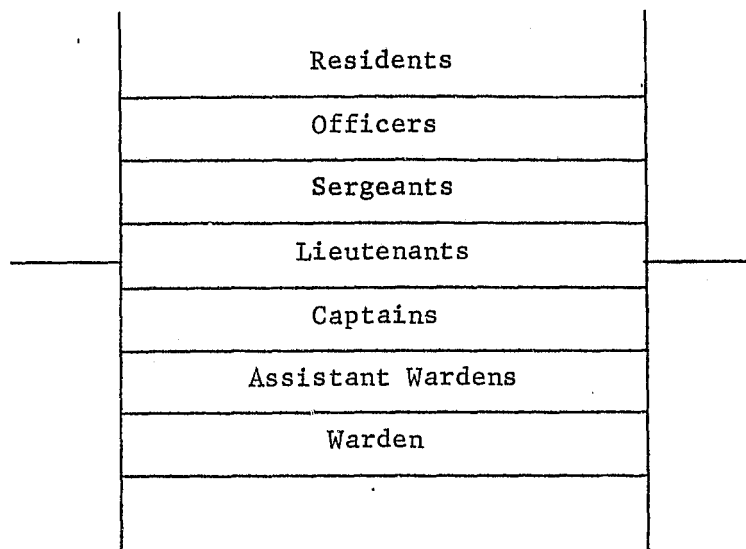 Residents
Officers
Sergeants
Lieutenants
Captains
Assistant Wardens
Warden